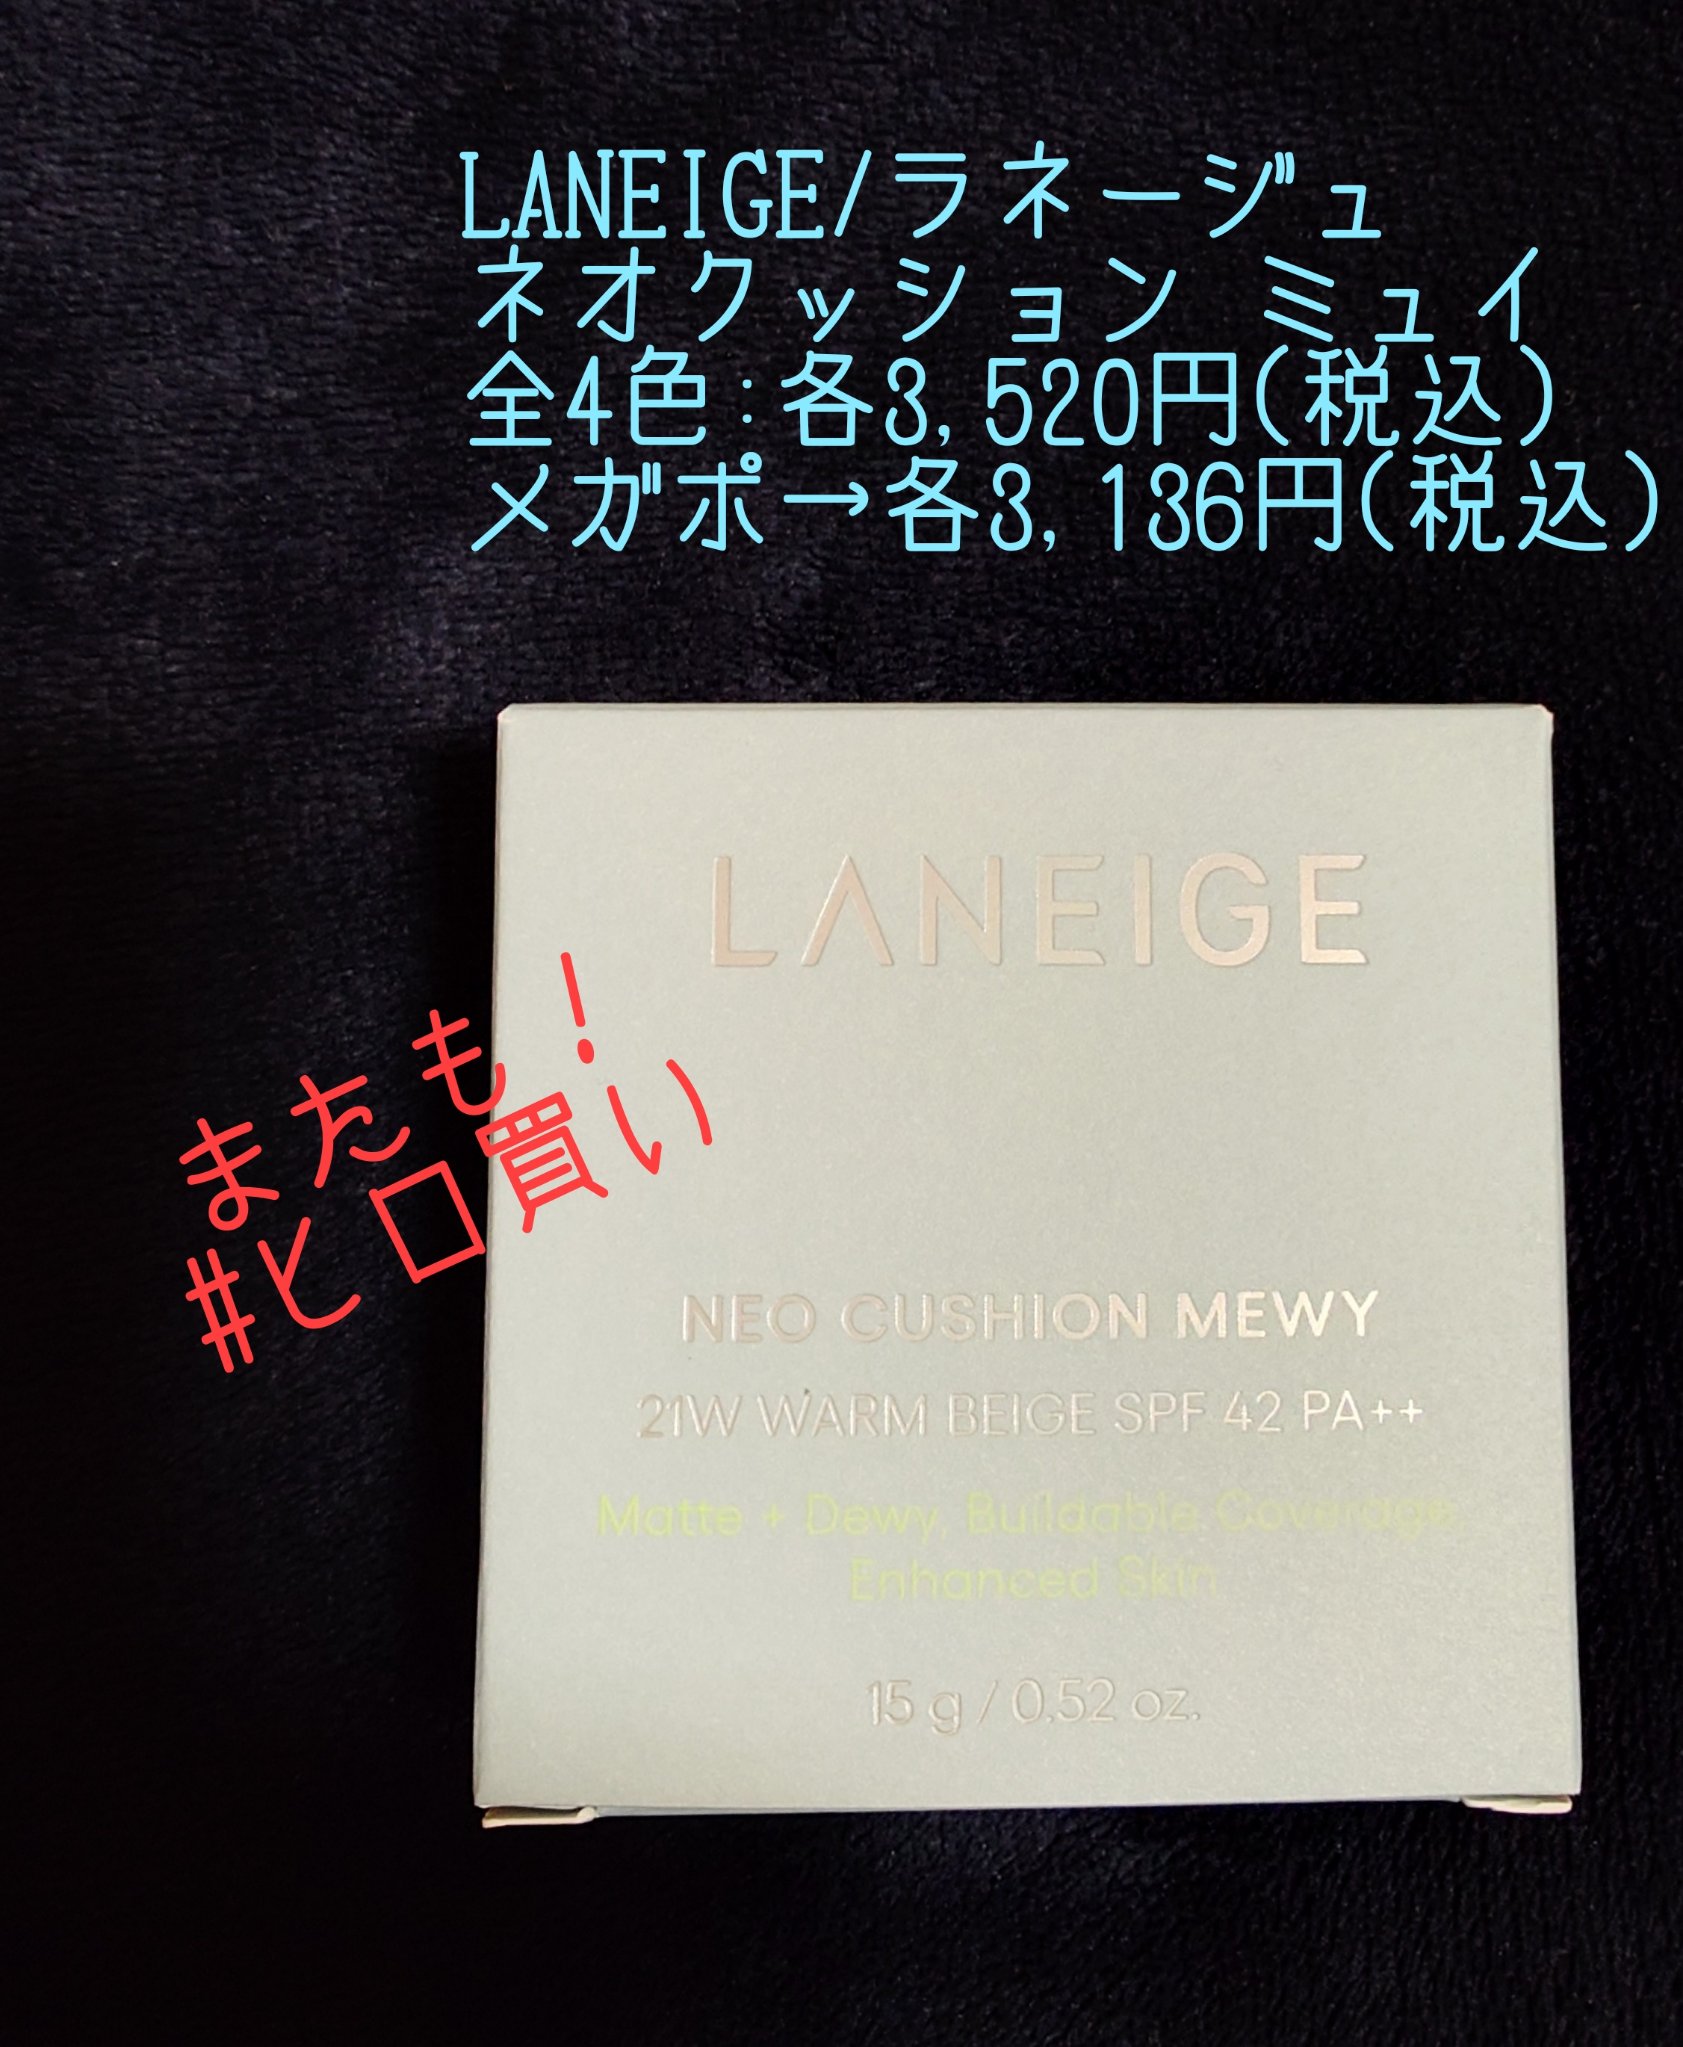 LANEIGE/ラネージュ
ネオクッション ミュイ
全4色:各3,520円(税込)
メガポ→各3,136円(税込)
LANEIGE
またも!
#ヒロ買い
NEO CUSHION MEWY
21W WARM BEIGE SPF 42 PA++
Matte + Dewy, Buildable Coverage,
Enhanced Skin
15 g / 0.52 oz.